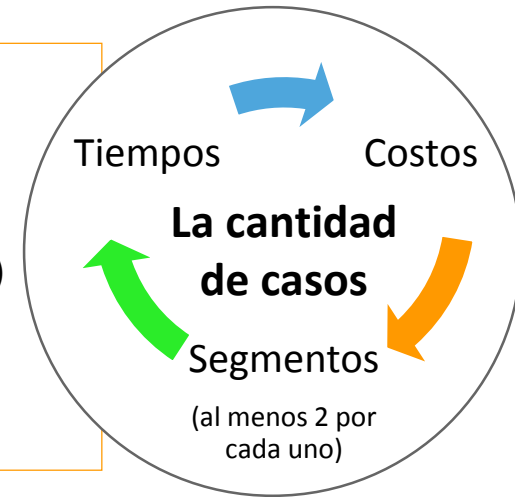 Tiempos
Costos
La cantidad
de casos
)
Segmentos
(al menos 2 por
cada uno)